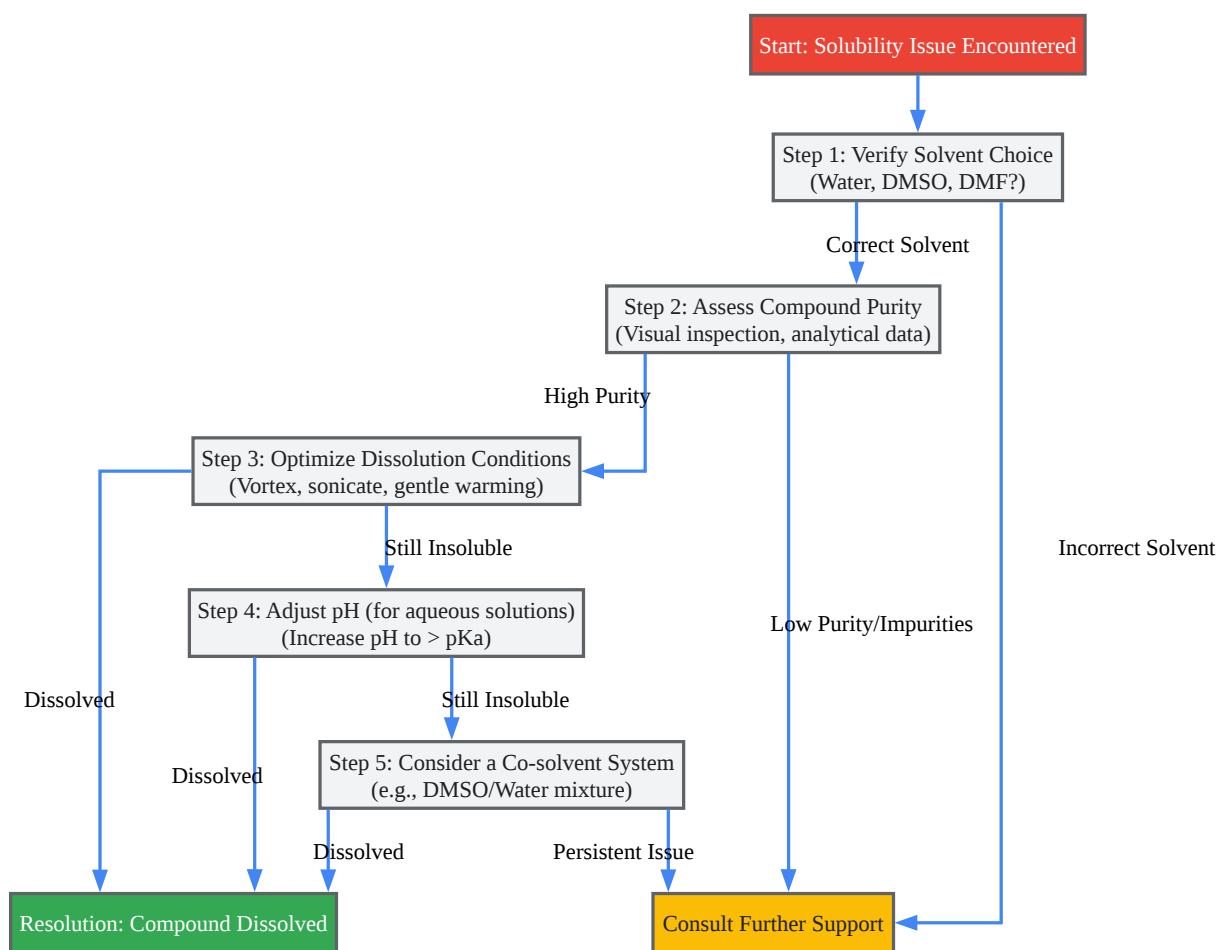 Start: Solubility Issue Encountered
Step 1: Verify Solvent Choice
(Water, DMSO, DMF?)
Correct Solvent
Step 2: Assess Compound Purity
(Visual inspection, analytical data)
High Purity
Step 3: Optimize Dissolution Conditions
(Vortex, sonicate, gentle warming)
Still Insoluble
Incorrect Solvent
Step 4: Adjust pH (for aqueous solutions)
(Increase pH to > pKa)
Low Purity/Impurities
Dissolved
Still Insoluble
Step 5: Consider a Co-solvent System
(e.g., DMSO/Water mixture)
Dissolved
Dissolved
Persistent Issue
Resolution: Compound Dissolved
Consult Further Support